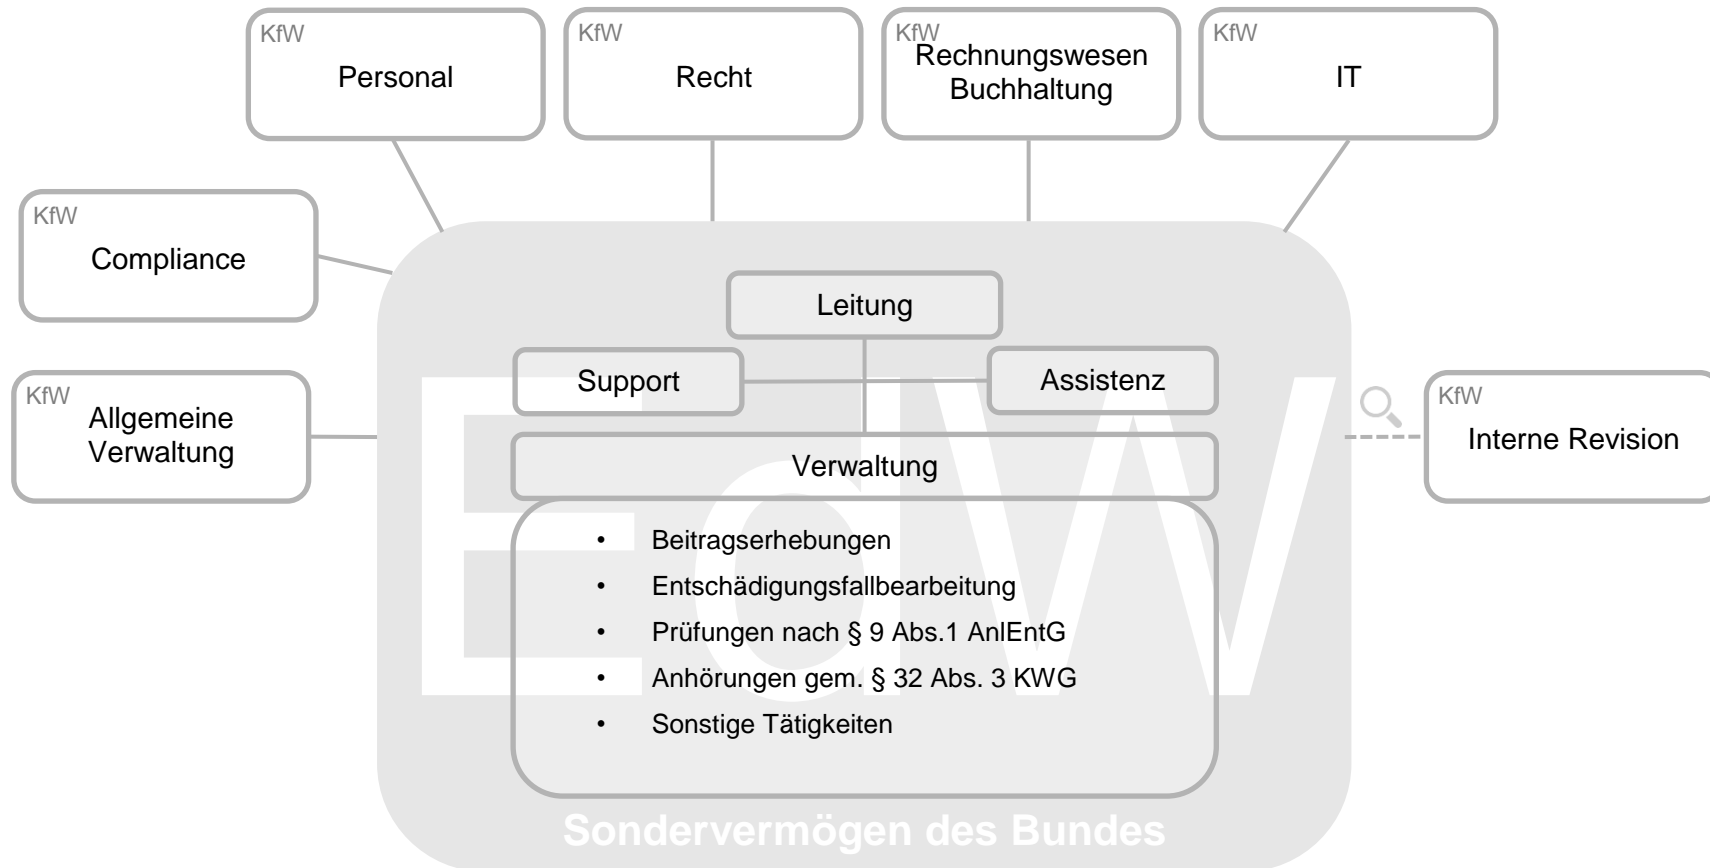 KfW
Personal
KfW
Recht
KfW
Rechnungswesen
Buchhaltung
KfW
IT
KfW
Compliance
KfW
Allgemeine
Verwaltung
Leitung
Support
Assistenz
Verwaltung
KfW
Interne Revision
EdW
• Beitragserhebungen
• Entschädigungsfallbearbeitung
• Prüfungen nach § 9 Abs.1 AnlEntG
• Anhörungen gem. § 32 Abs. 3 KWG
• Sonstige Tätigkeiten
Sondervermögen des Bundes